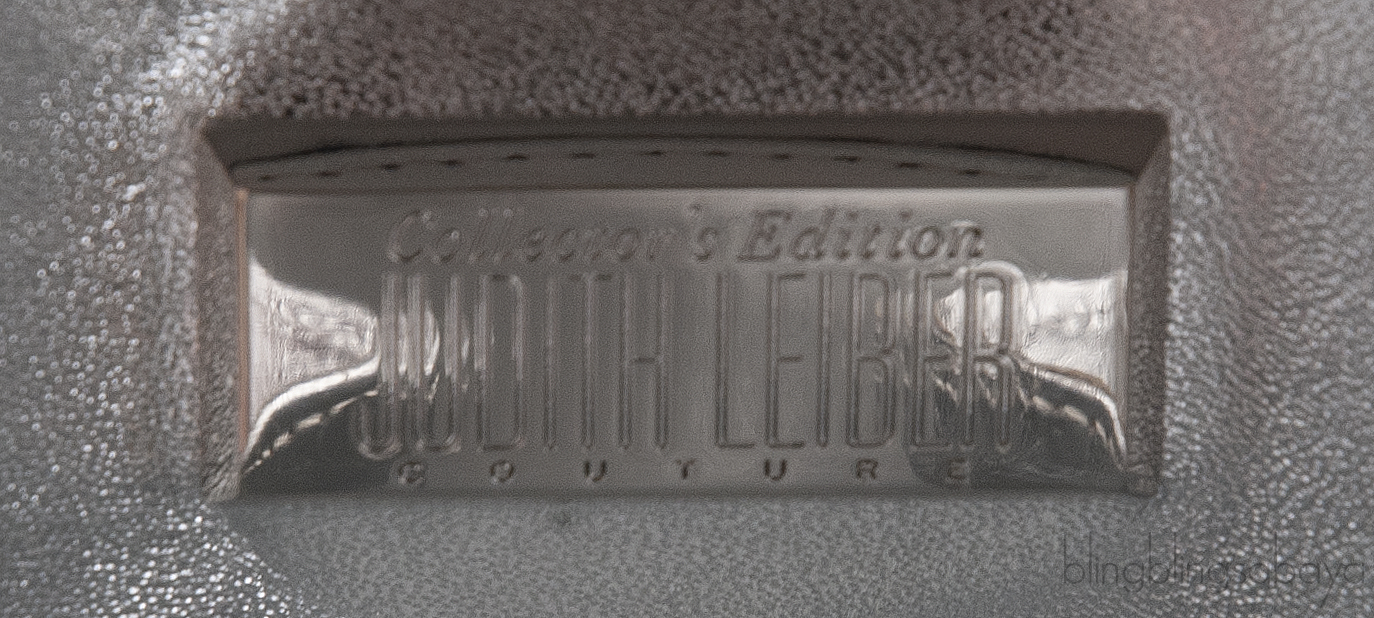 Collector's Edition
JUDITH LEIBER
COUTURE
blingblingsabaya